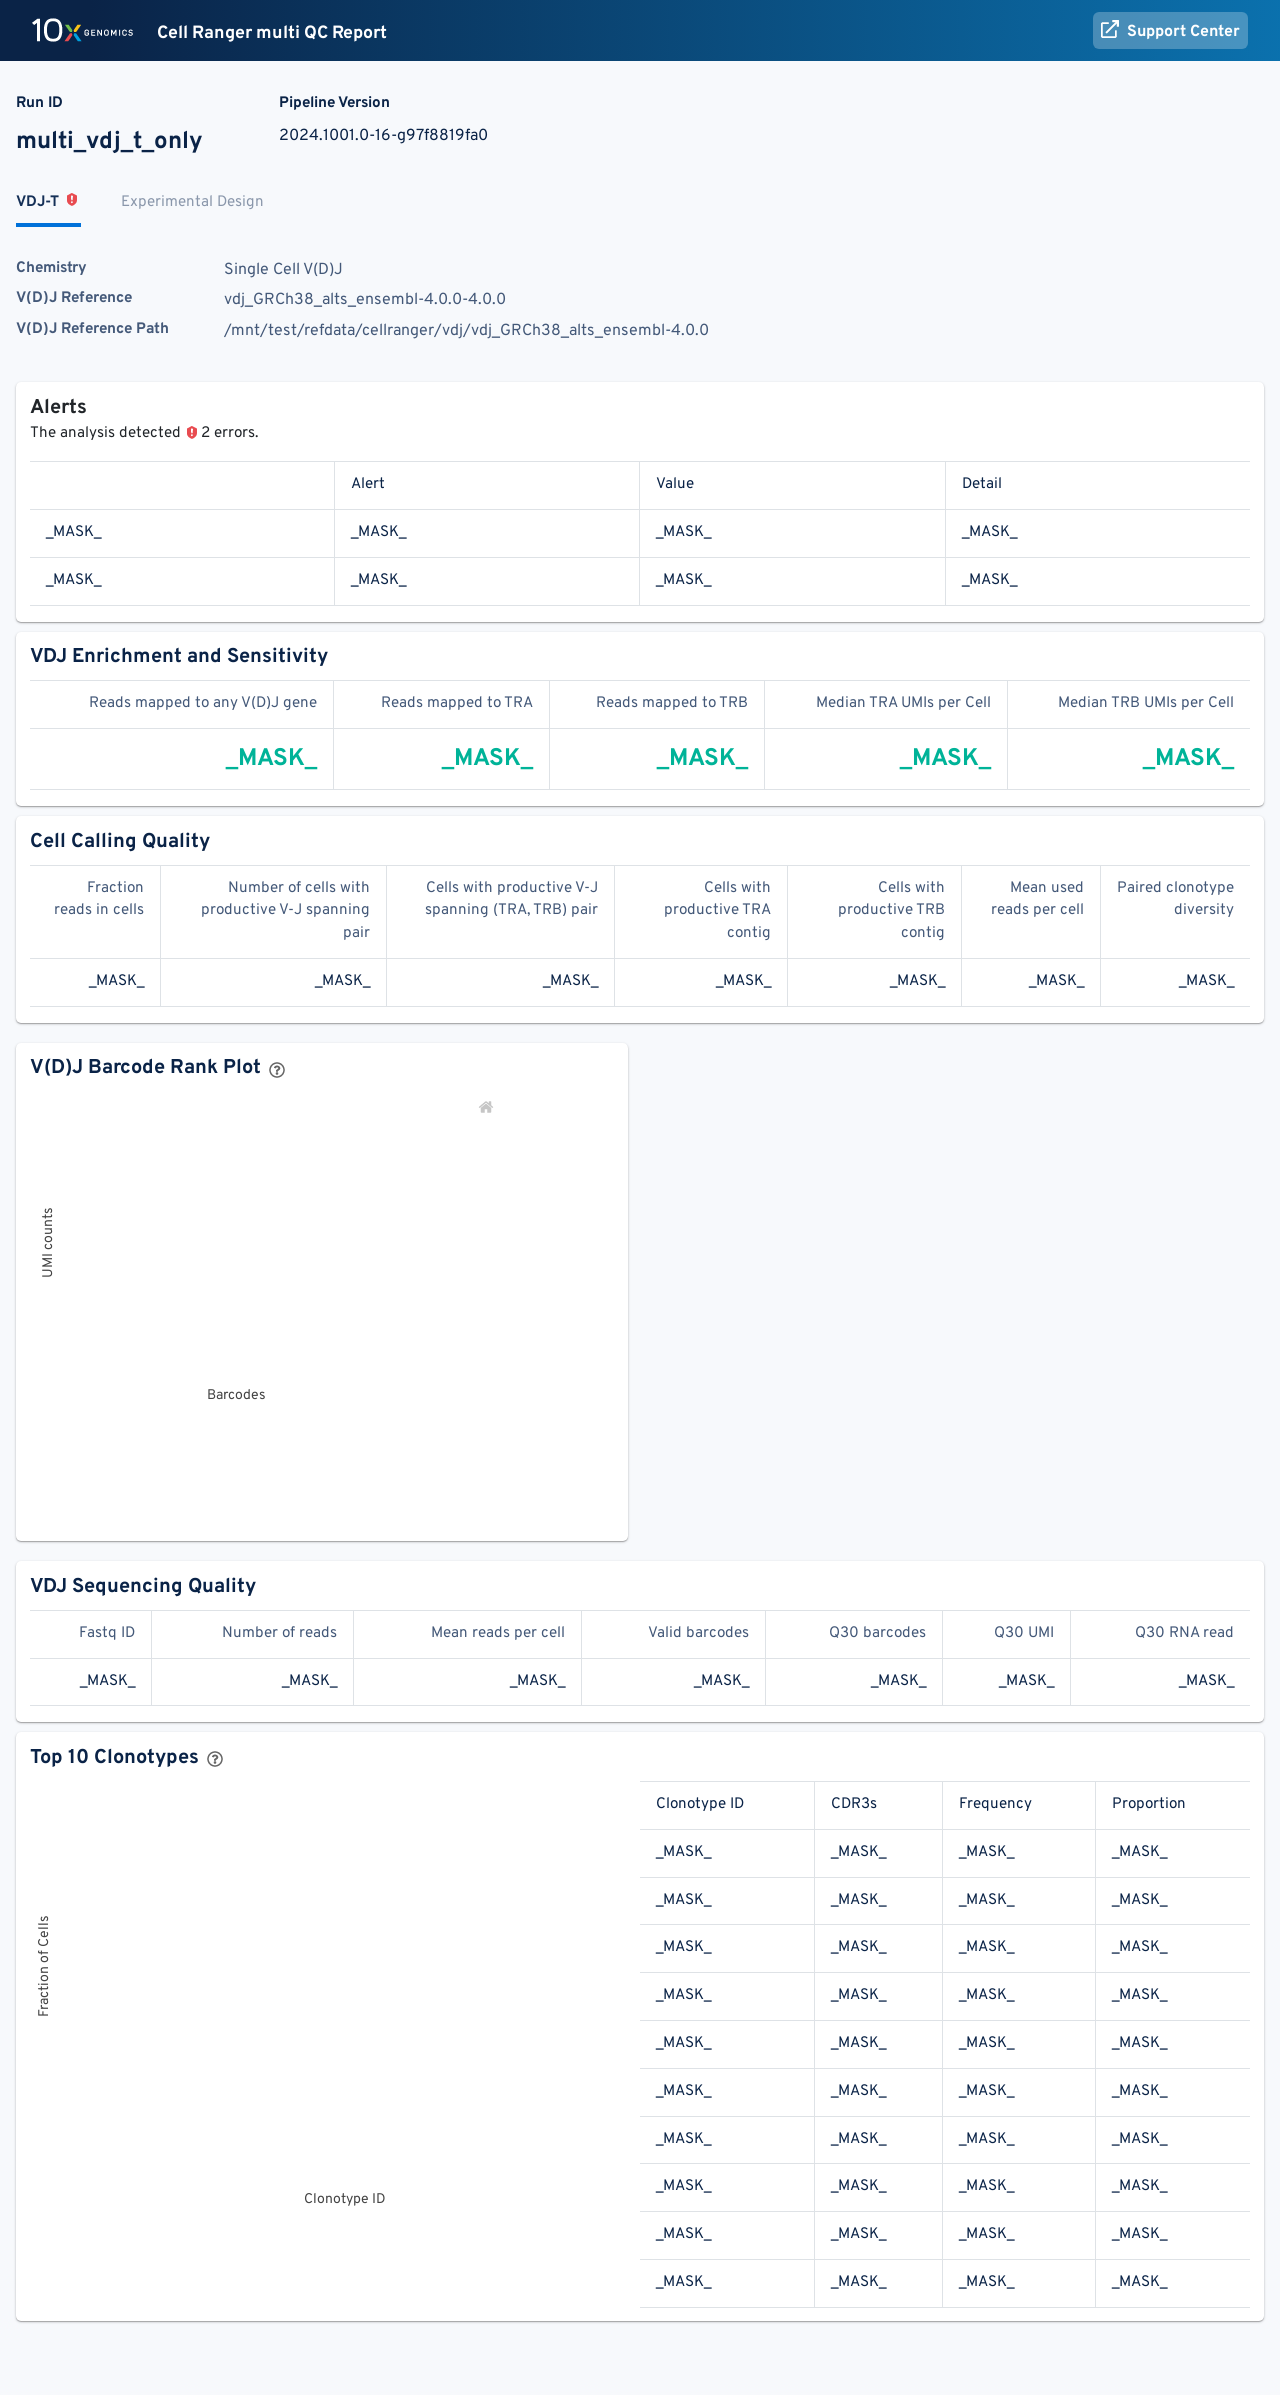 10x GENOMICS Cell Ranger multi QC Report Support Center
Run ID Pipeline Version
multi_vdj_t_only 2024.1001.0-16-g97f8819fa0
VDJ-T Experimental Design
Chemistry Single Cell V(D)J
V(D)J Reference vdj_GRCh38_alts_ensembl-4.0.0-4.0.0
V(D)J Reference Path /mnt/test/refdata/cellranger/vdj/vdj_GRCh38_alts_ensembl-4.0.0
Alerts
The analysis detected 2 errors.
Alert Value Detail
_MASK_ _MASK_ _MASK_ _MASK_
_MASK_ _MASK_ _MASK_ _MASK_
VDJ Enrichment and Sensitivity
Reads mapped to any V(D)J gene Reads mapped to TRA Reads mapped to TRB Median TRA UMIs per Cell Median TRB UMIs per Cell
_MASK_ _MASK_ _MASK_ _MASK_ _MASK_
Cell Calling Quality
Fraction Number of cells with Cells with productive V-J Cells with Cells with Mean used Paired clonotype
reads in cells productive V-J spanning spanning (TRA, TRB) pair productive TRA productive TRB reads per cell diversity
pair contig contig
_MASK_ _MASK_ _MASK_ _MASK_ _MASK_ _MASK_ _MASK_
V(D)J Barcode Rank Plot
UMI counts
Barcodes
VDJ Sequencing Quality
Fastq ID Number of reads Mean reads per cell Valid barcodes Q30 barcodes Q30 UMI Q30 RNA read
_MASK_ _MASK_ _MASK_ _MASK_ _MASK_ _MASK_ _MASK_
Top 10 Clonotypes
Fraction of Cells
Clonotype ID
Clonotype ID CDR3s Frequency Proportion
_MASK_ _MASK_ _MASK_ _MASK_
_MASK_ _MASK_ _MASK_ _MASK_
_MASK_ _MASK_ _MASK_ _MASK_
_MASK_ _MASK_ _MASK_ _MASK_
_MASK_ _MASK_ _MASK_ _MASK_
_MASK_ _MASK_ _MASK_ _MASK_
_MASK_ _MASK_ _MASK_ _MASK_
_MASK_ _MASK_ _MASK_ _MASK_
_MASK_ _MASK_ _MASK_ _MASK_
_MASK_ _MASK_ _MASK_ _MASK_